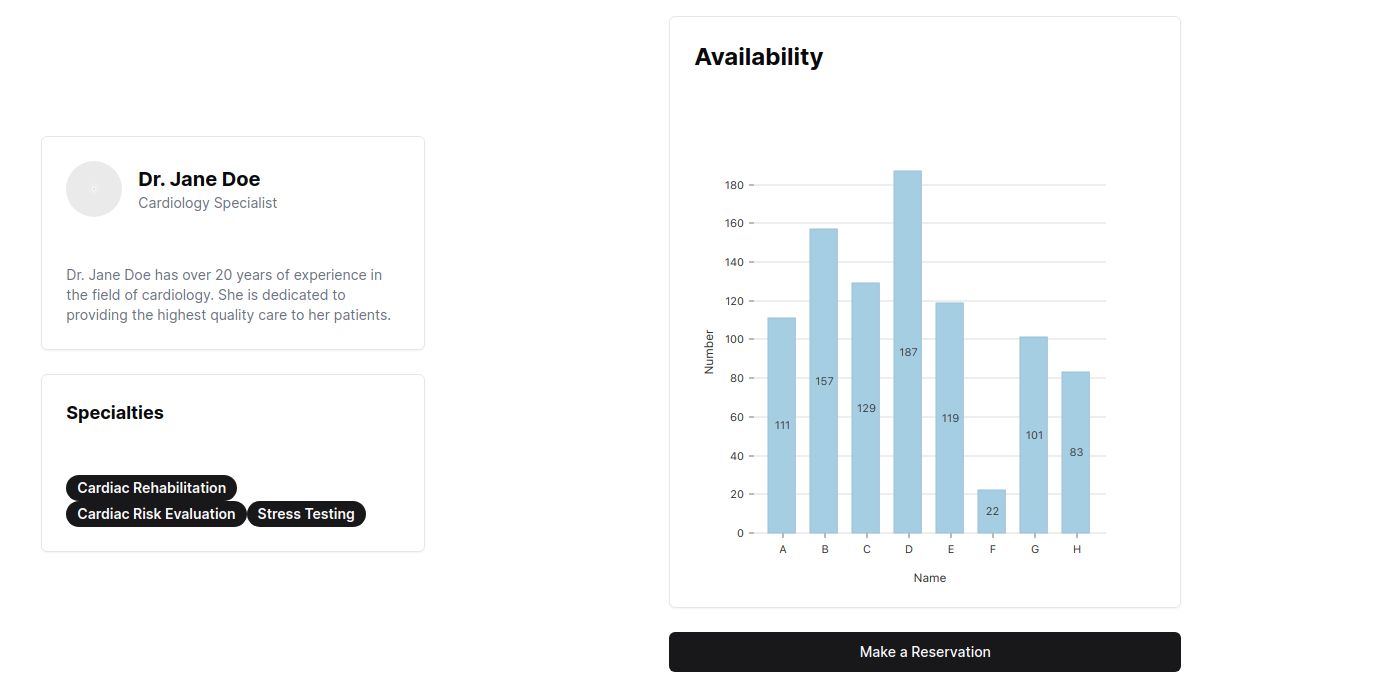 Dr. Jane Doe
Cardiology Specialist
Dr. Jane Doe has over 20 years of experience in
the field of cardiology. She is dedicated to
providing the highest quality care to her patients.
Specialties
Cardiac Rehabilitation
Cardiac Risk Evaluation Stress Testing
Availability
180
160
140
120
100
80
60
40
20
0
Number
111
157
129
187
119
22
101
83
A B C D E F G H
Name
Make a Reservation